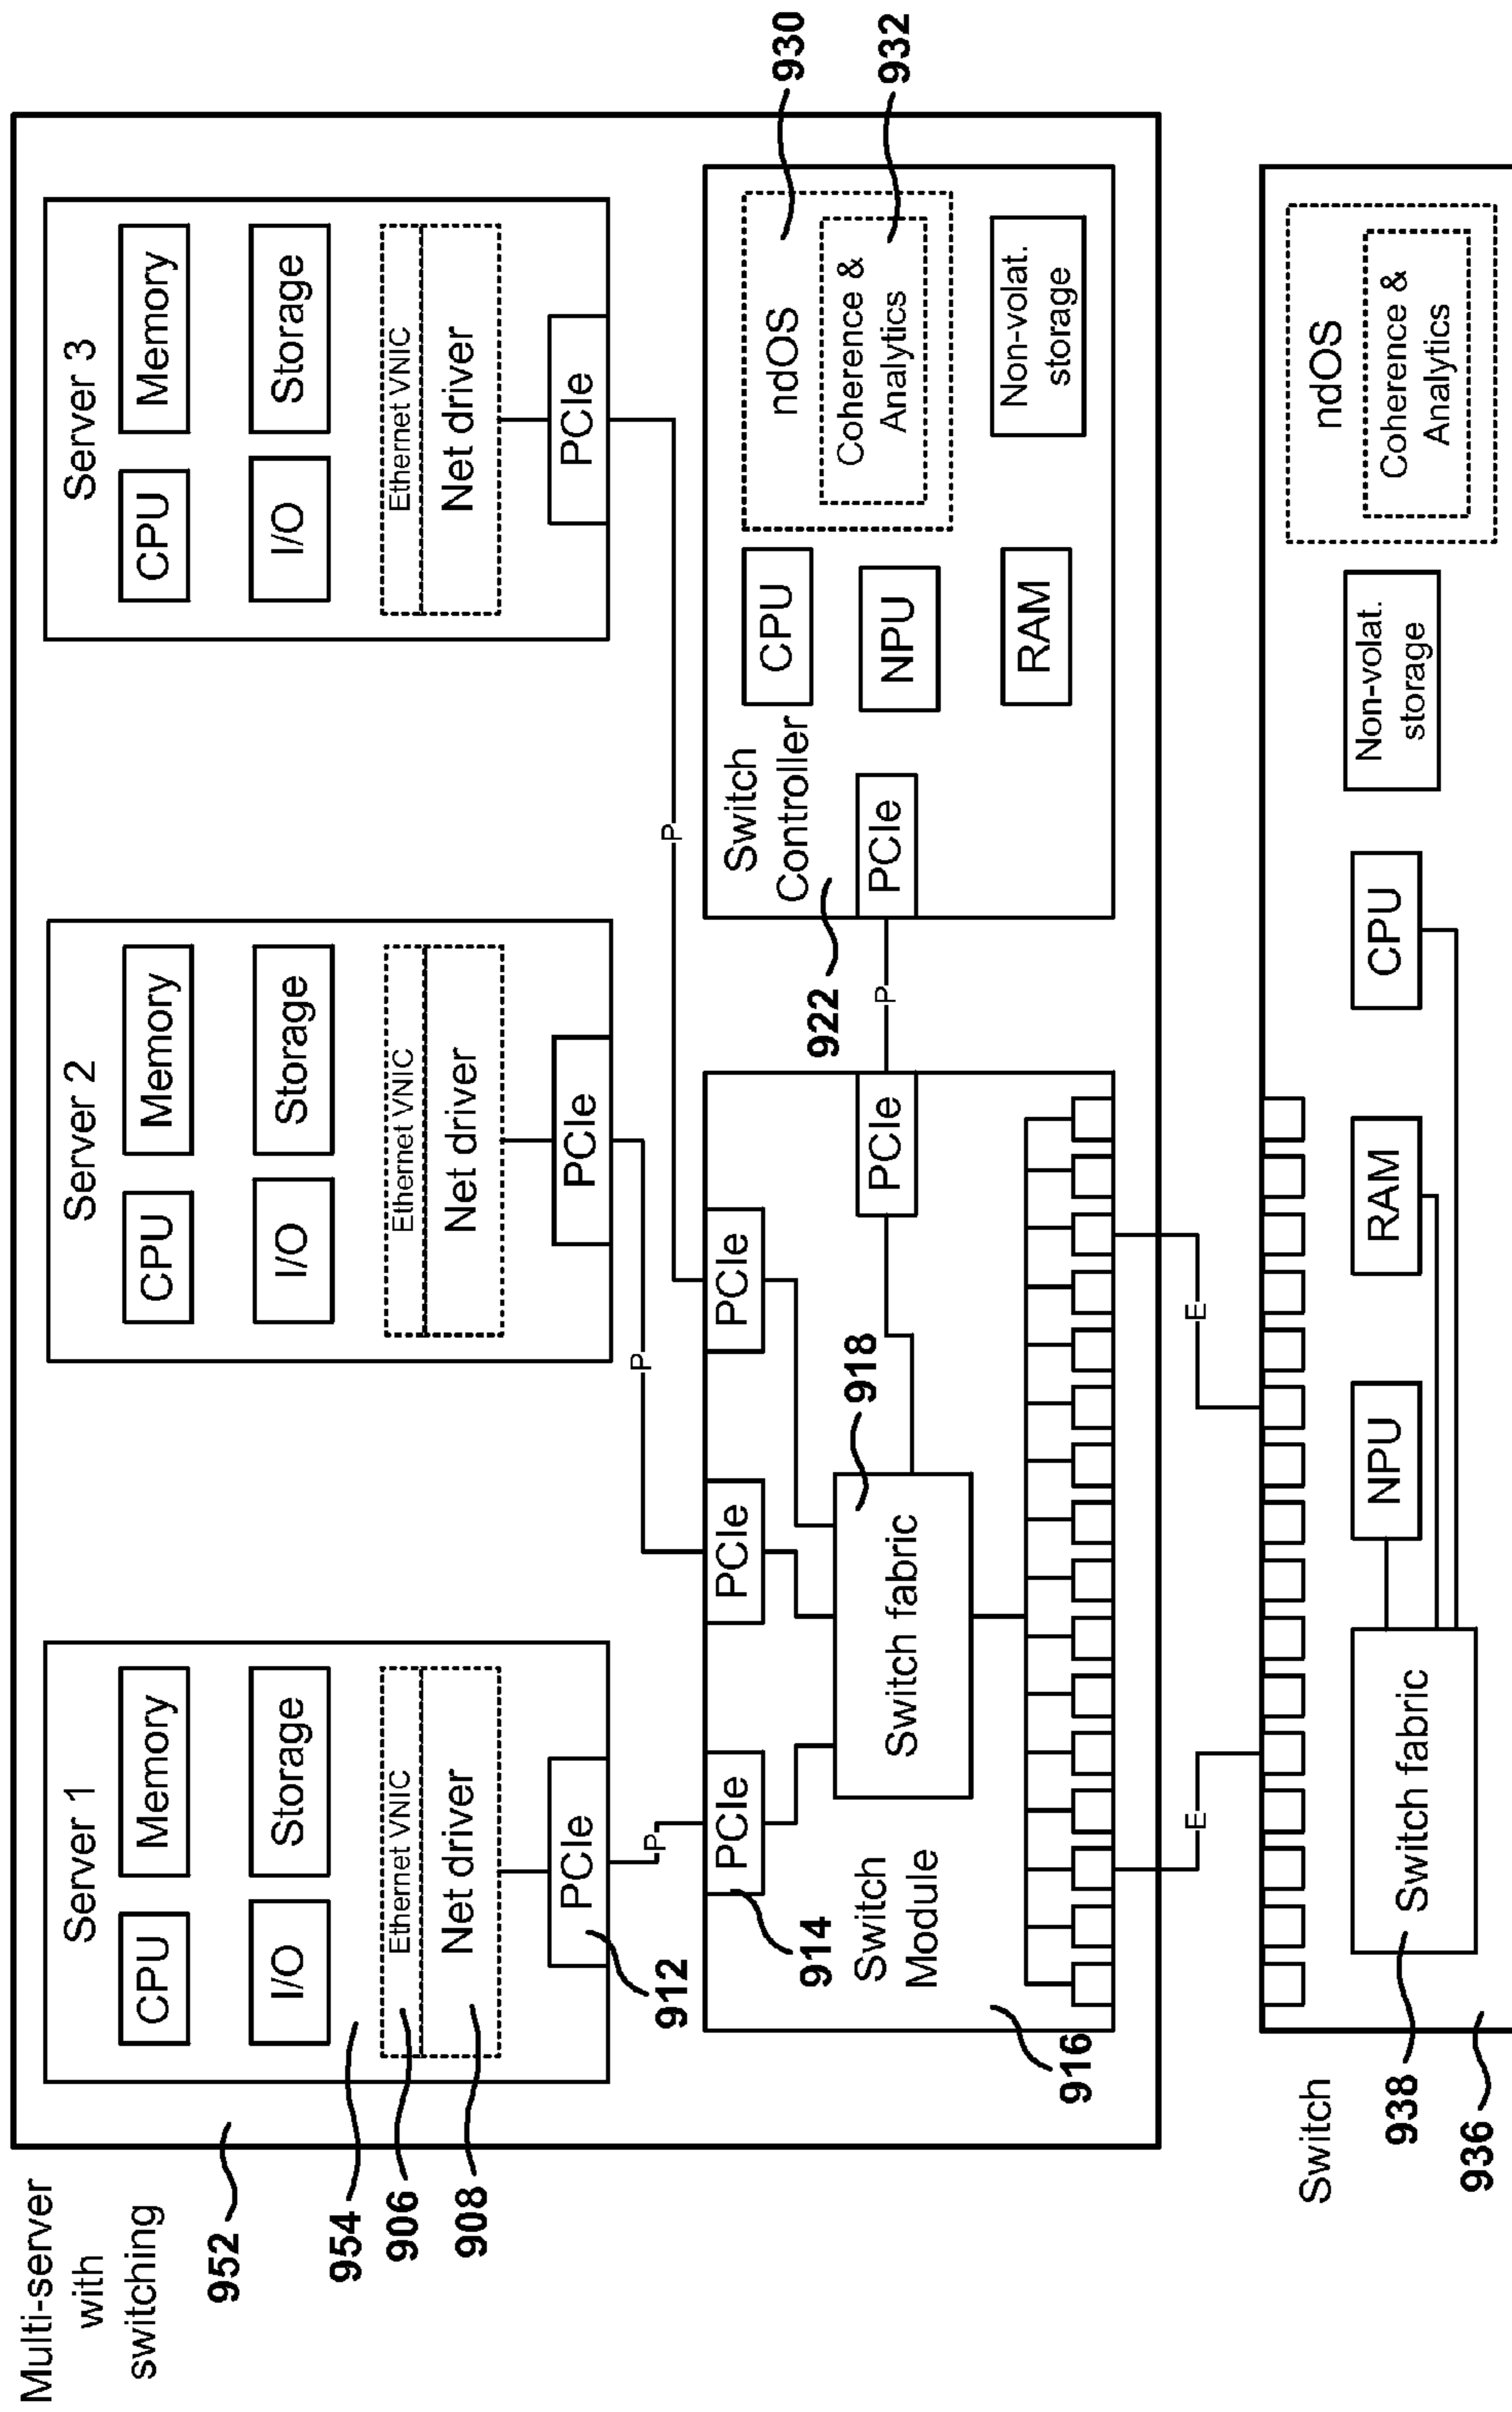 Multi-server
with
switching
952
954
906
908
Server 1
CPU
Memory
I/O
Storage
Ethernet VNIC
Net driver
PCIe
912
Server 2
CPU
Memory
I/O
Storage
Ethernet VNIC
Net driver
PCIe
Server 3
CPU
Memory
I/O
Storage
Ethernet VNIC
Net driver
PCIe
P
P
P
914
PCIe
PCIe
PCIe
Switch
Module
916
Switch fabric
918
PCIe
P
922
Switch
Controller
PCIe
CPU
NPU
RAM
ndOS
Coherence &
Analytics
Non-volat.
storage
930
932
E
E
Switch
938
936
Switch fabric
NPU
RAM
CPU
Non-volat.
storage
ndOS
Coherence &
Analytics